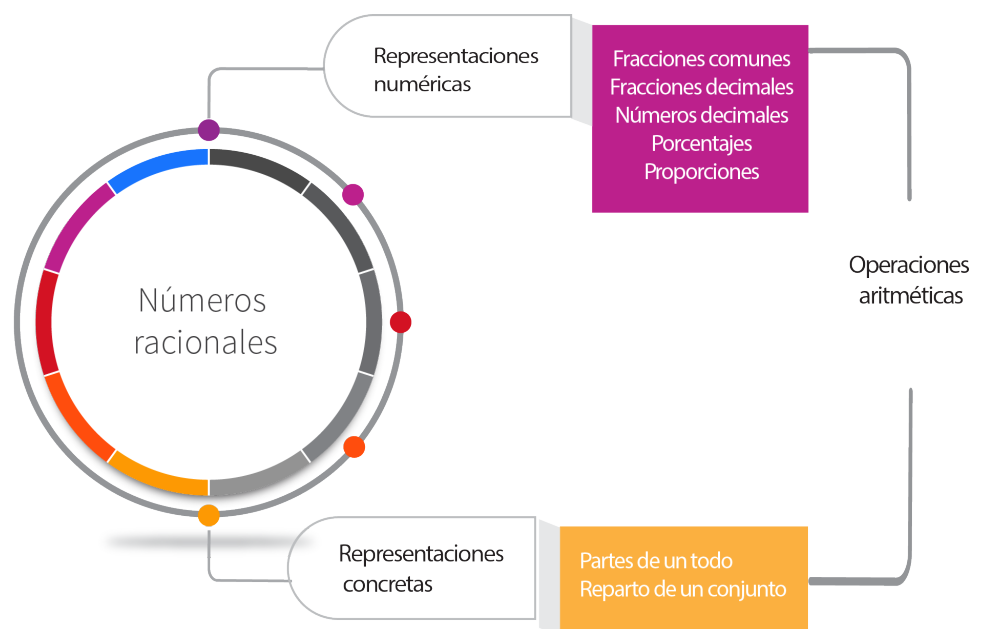 Representaciones
numéricas
Fracciones comunes
Fracciones decimales
Números decimales
Porcentajes
Proporciones
Operaciones
aritméticas
Números
racionales
Representaciones
concretas
Partes de un todo
Reparto de un conjunto